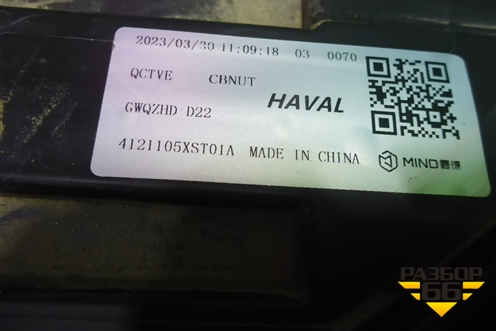 2023/03/30 11:09:18 03 0070
QCTVE CBNUT
HAVAL
GWQZHD D22
4121105XST01A MADE IN CHINA
MIND
РАЗБОР
66